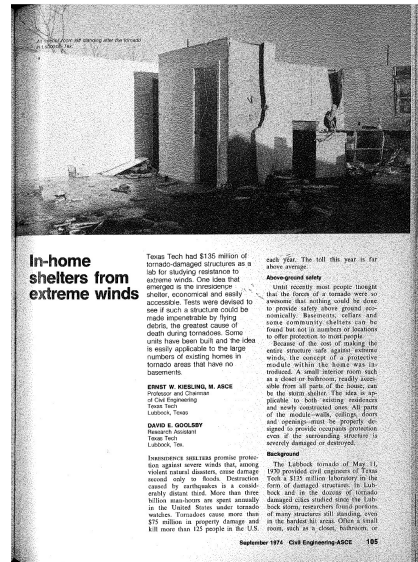 room left standing after the tornado
In-home
shelters from
extreme winds
Texas Tech had $135 million of
tornado-damaged structures as a
lab for studying resistance to
extreme winds. One idea that
emerged is the inresidence
shelter, economical and easily
accessible. Tests were devised to
see if such a structure could be
made impenetrable by flying
debris, the greatest cause of
death during tornadoes. Some
units have been built and the idea
is easily applicable to the large
numbers of existing homes in
tornado areas that have no
basements.
ERNST W. KIESLING, M. ASCE
Professor and Chairman
of Civil Engineering
Texas Tech
Lubbock, Texas
DAVID E. GOOLSBY
Research Assistant
Texas Tech
Lubbock, Tex.
INRESIDENCE SHELTERS promise protec-
tion against severe winds that, among
violent natural disasters, cause damage
second only to floods. Destruction
caused by earthquakes is a consid-
erably distant third. More than three
billion man-hours are spent annually
in the United States under tornado
watches. Tornadoes cause more than
$75 million in property damage and
kill more than 125 people in the U.S.
each year. The toll this year is far
above average.
Above-ground safety
Until recently most people thought
that the forces of a tornado were so
awesome that nothing could be done
to provide safety above ground eco-
nomically. Basements, cellars and
some community shelters can be
found but not in numbers or locations
to offer protection to most people.
Because of the cost of making the
entire structure safe against extreme
winds, the concept of a protective
module within the home was in-
troduced. A small interior room such
as a closet or bathroom, readily acces-
sible from all parts of the house, can
be the storm shelter. The idea is ap-
plicable to both existing residences
and newly constructed ones. All parts
of the module—walls, ceilings, doors
and openings—must be properly de-
signed to provide occupants protection
even if the surrounding structure is
severely damaged or destroyed.
Background
The Lubbock tornado of May 11,
1970 provided civil engineers of Texas
Tech a $135 million laboratory in the
form of damaged structures. In Lub-
bock and in the dozens of tornado
damaged cities studied since the Lub-
bock storm, researchers found portions
of many structures still standing, even
in the hardest hit areas. Often a small
room, such as a closet, bathroom, or
September 1974 Civil Engineering-ASCE 105